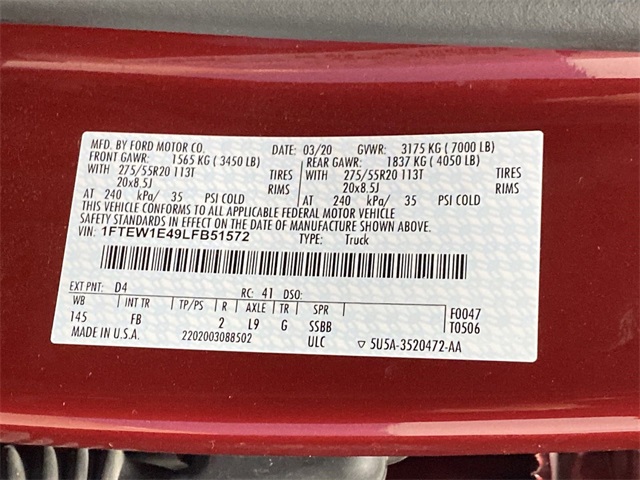 MFD. BY FORD MOTOR CO. DATE: 03/20 GVWR: 3175 KG ( 7000 LB)
FRONT GAWR: 1565 KG ( 3450 LB) REAR GAWR: 1837 KG ( 4050 LB)
WITH 275/55R20 113T TIRES WITH 275/55R20 113T TIRES
20x8.5J RIMS 20x8.5J RIMS
AT 240 kPa/ 35 PSI COLD AT 240 kPa/ 35 PSI COLD
THIS VEHICLE CONFORMS TO ALL APPLICABLE FEDERAL MOTOR VEHICLE
SAFETY STANDARDS IN EFFECT ON THE DATE OF MANUFACTURE SHOWN ABOVE.
VIN: 1FTEW1E49LFB51572 TYPE: Truck
EXT PNT: D4 RC: 41 DSO:
WB INT TR TP/PS R AXLE TR SPR F0047
145 FB 2 L9 G SSBB T0506
MADE IN U.S.A. 2202003088502 ULC ▽ 5U5A-3520472-AA